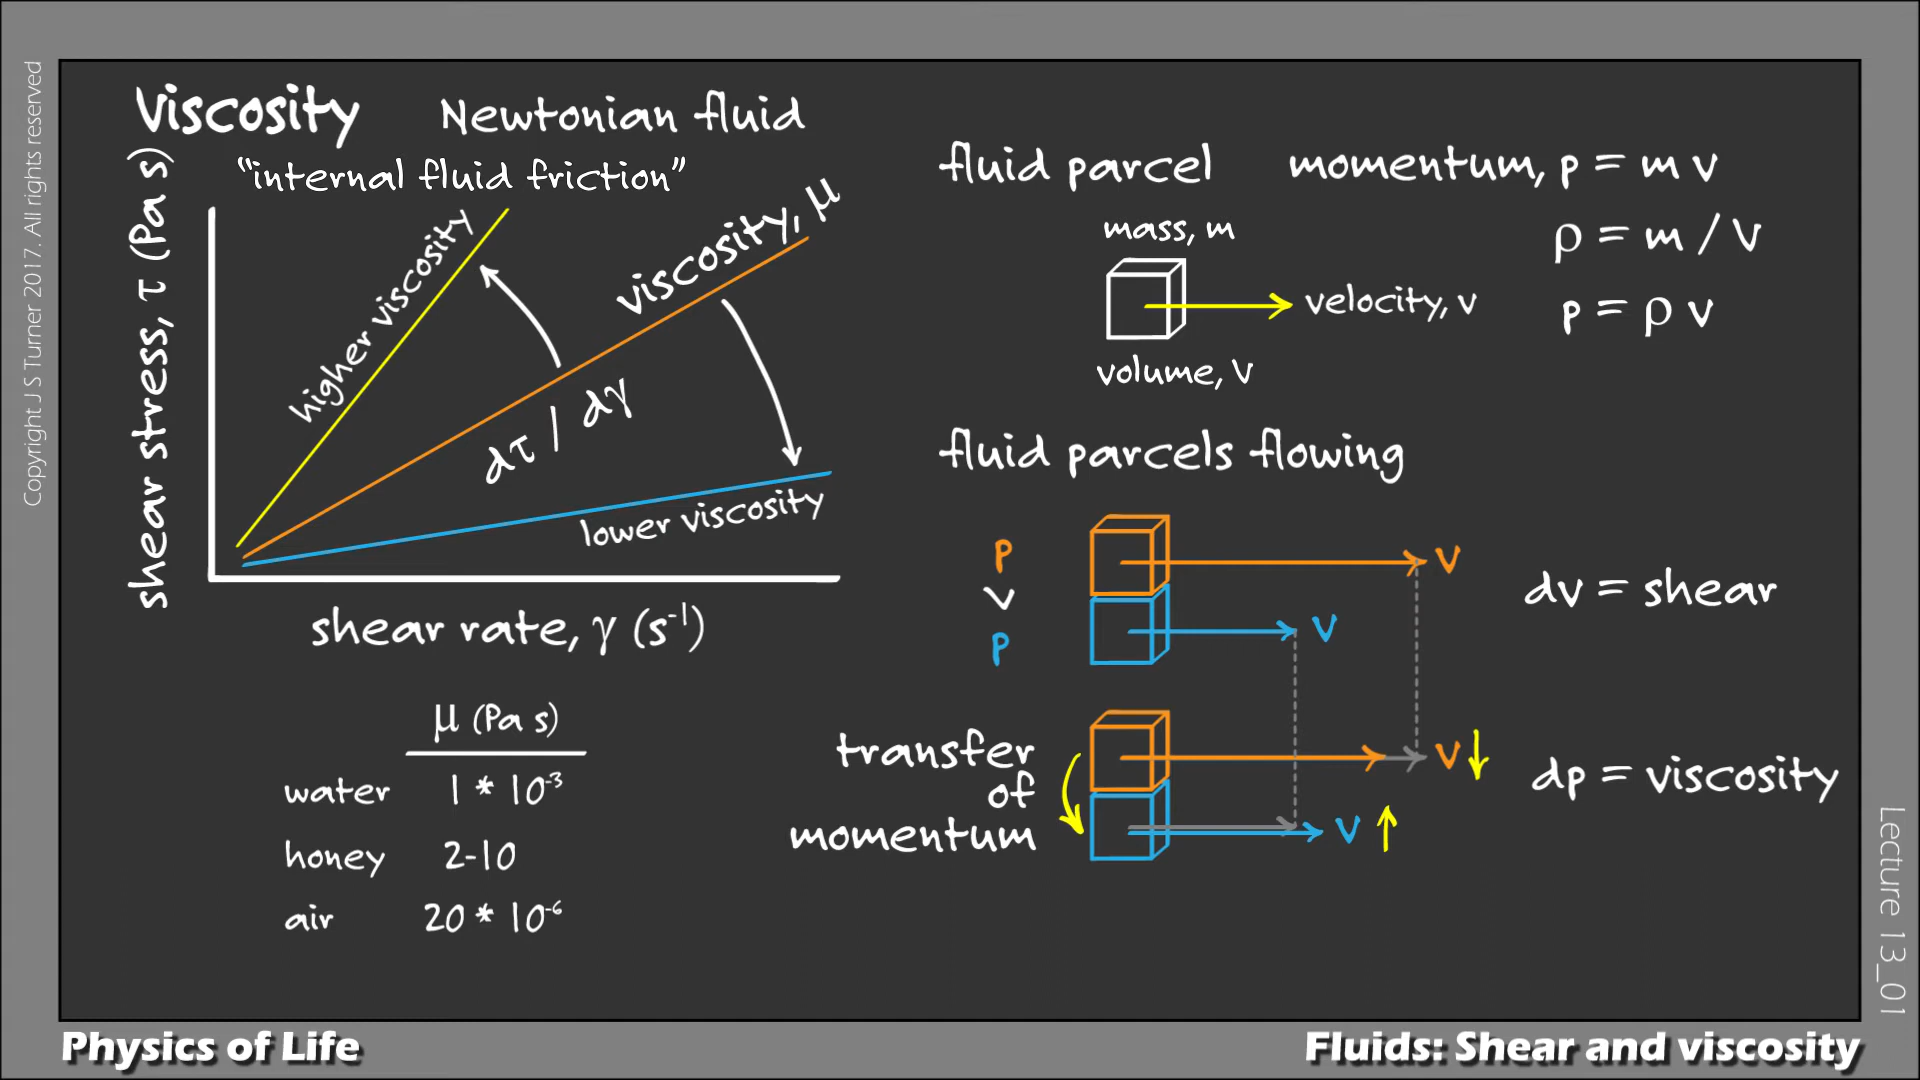 Copyright J S Turner 2017. All rights reserved
Viscosity
Newtonian fluid
"internal fluid friction"
shear stress, τ (Pa s)
higher viscosity
viscosity, μ
dτ / dγ
lower viscosity
shear rate, γ (s⁻¹)
μ (Pa s)
water 1 * 10⁻³
honey 2-10
air 20 * 10⁻⁶
fluid parcel
momentum, p = m v
mass, m
ρ = m / V
velocity, v
p = ρ v
volume, V
fluid parcels flowing
p
v
V
p
v
dv = shear
transfer
of
momentum
v
v
dp = viscosity
Lecture 13_01
Physics of Life
Fluids: Shear and viscosity